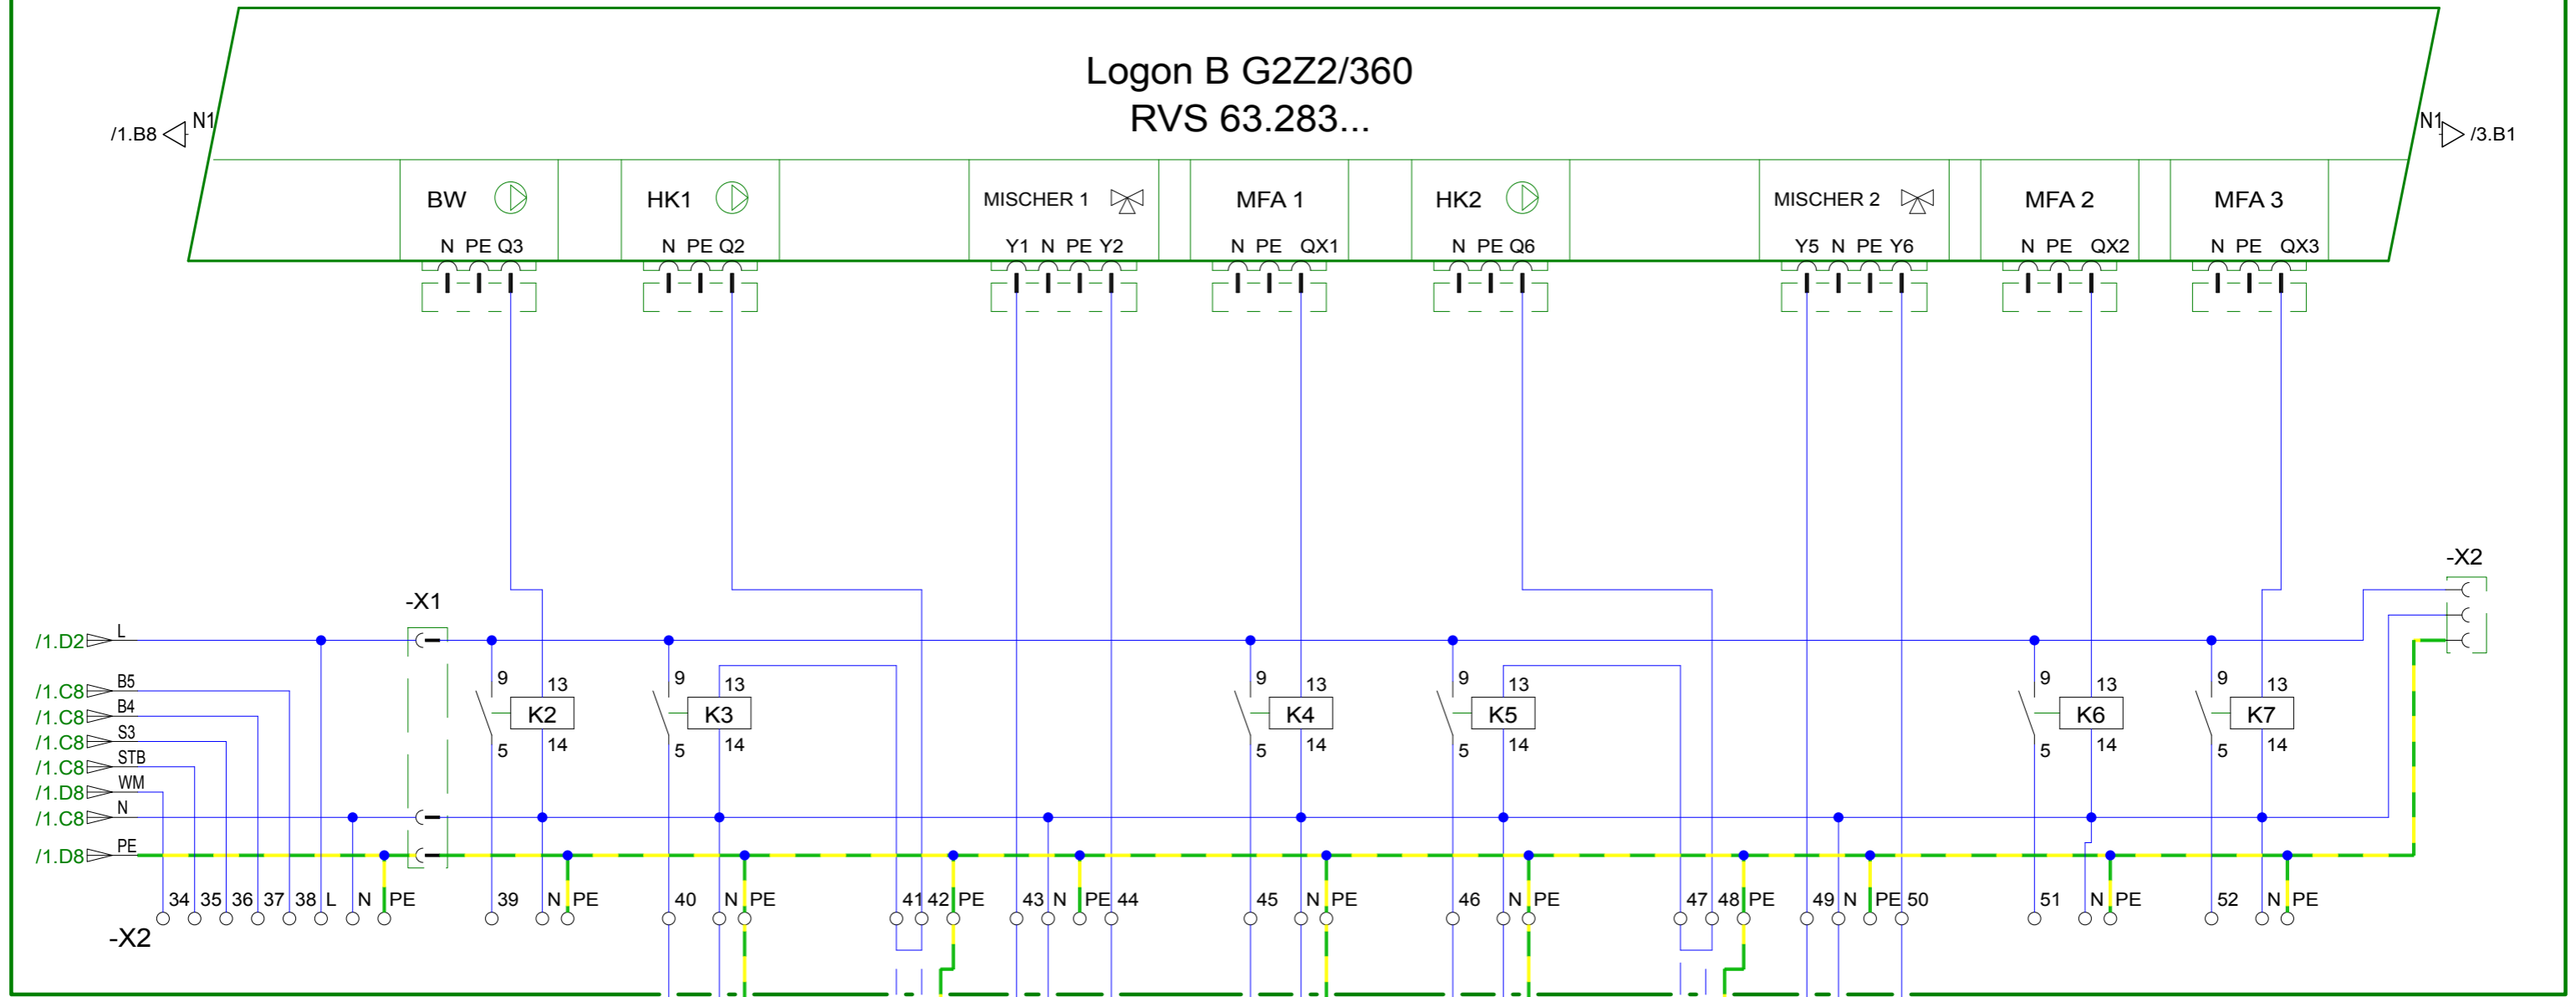 Logon B G2Z2/360
RVS 63.283...
/1.B8 N1 N1 /3.B1
BW HK1 MISCHER 1 MFA 1 HK2 MISCHER 2 MFA 2 MFA 3
N PE Q3 N PE Q2 Y1 N PE Y2 N PE QX1 N PE Q6 Y5 N PE Y6 N PE QX2 N PE QX3
-X2
-X1
/1.D2 L
9 9 9 9 9 9
/1.C8 B5 13 13 13 13 13 13
/1.C8 B4 K2 K3 K4 K5 K6 K7
/1.C8 S3 14 14 14 14 14 14
5 5 5 5 5 5
/1.C8 STB
/1.D8 WM
/1.C8 N
/1.D8 PE
34 35 36 37 38 L N PE 39 N PE 40 N PE 41 42 PE 43 N PE 44 45 N PE 46 N PE 47 48 PE 49 N PE 50 51 N PE 52 N PE
-X2